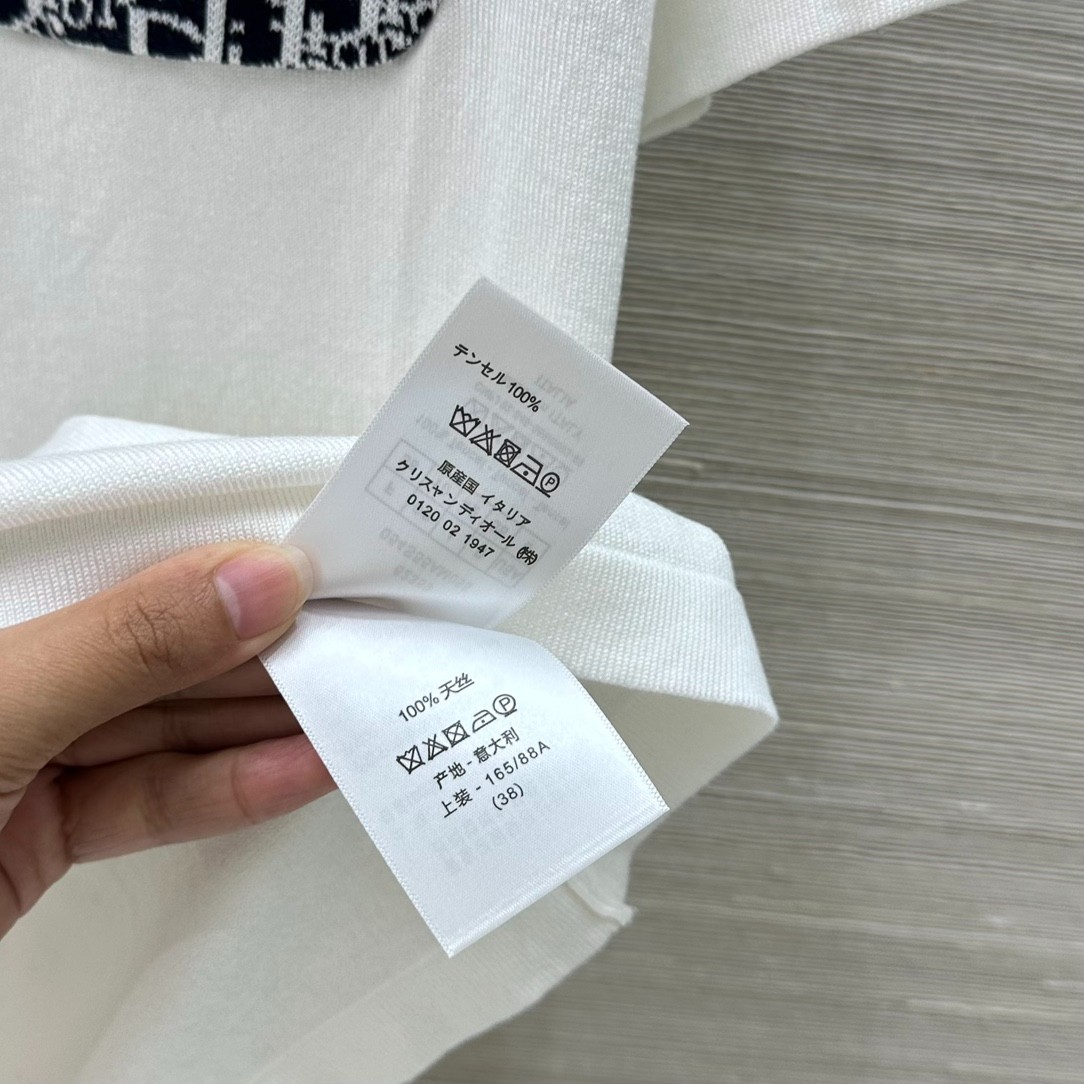 テンセル100%
原産国 イタリア
クリスャン ディオール ㈱
0120 02 1947
100% 天丝
产地 - 意大利
上装 - 165/88A
(38)